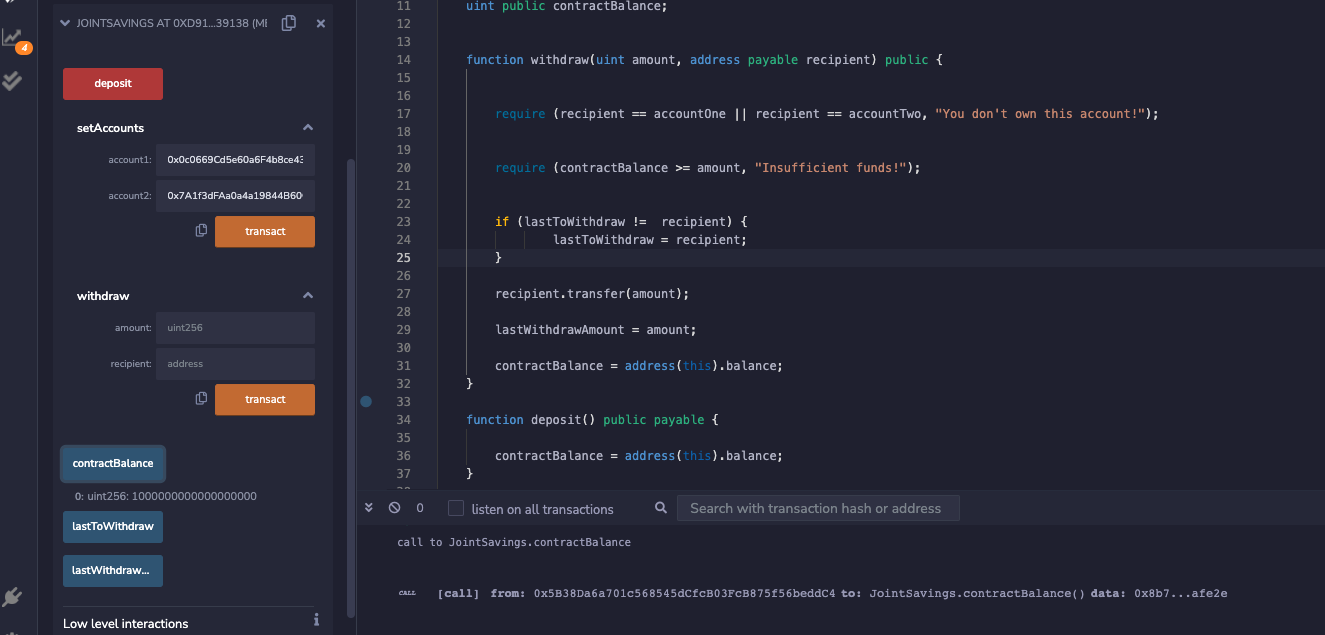 JOINTSAVINGS AT 0XD91...39138 (ME
4
deposit
setAccounts
account1: 0x0c0669Cd5e60a6F4b8ce43
account2: 0x7A1f3dFAa0a4a19844B60
transact
withdraw
amount: uint256
recipient: address
transact
contractBalance
0: uint256: 1000000000000000000
lastToWithdraw
lastWithdraw...
Low level interactions
11 uint public contractBalance;
12
13
14 function withdraw(uint amount, address payable recipient) public {
15
16
17 require (recipient == accountOne || recipient == accountTwo, "You don't own this account!");
18
19
20 require (contractBalance >= amount, "Insufficient funds!");
21
22
23 if (lastToWithdraw != recipient) {
24 lastToWithdraw = recipient;
25 }
26
27 recipient.transfer(amount);
28
29 lastWithdrawAmount = amount;
30
31 contractBalance = address(this).balance;
32 }
33
34 function deposit() public payable {
35
36 contractBalance = address(this).balance;
37 }
0 listen on all transactions Search with transaction hash or address
call to JointSavings.contractBalance
CALL [call] from: 0x5B38Da6a701c568545dCfcB03FcB875f56beddC4 to: JointSavings.contractBalance() data: 0x8b7...afe2e